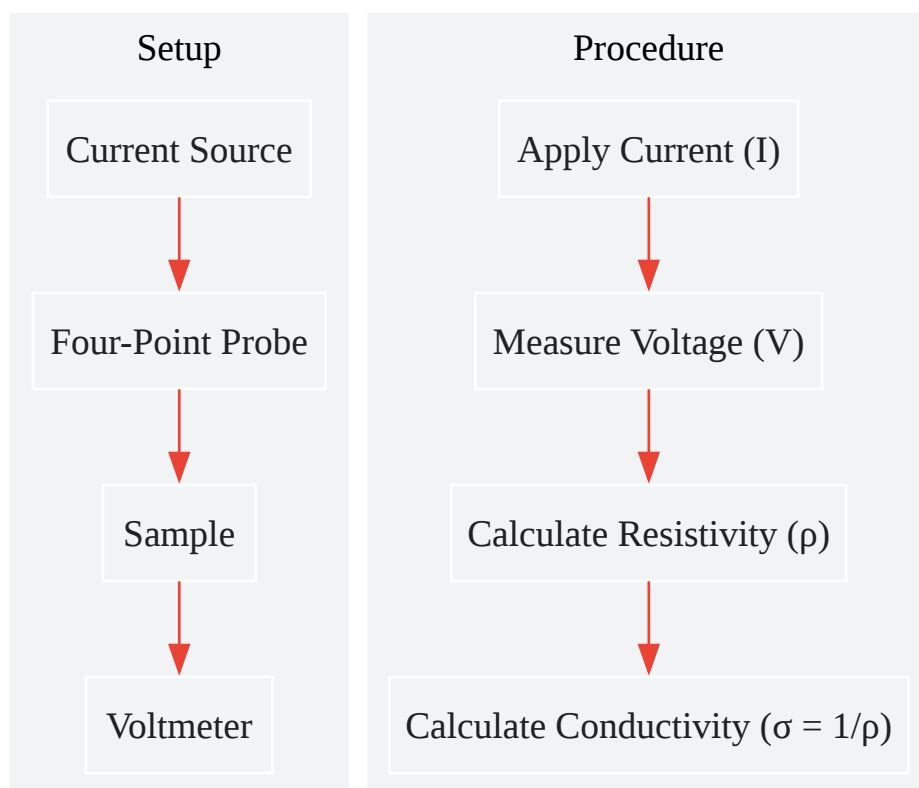 Setup
Current Source
Four-Point Probe
Sample
Voltmeter
Procedure
Apply Current (I)
Measure Voltage (V)
Calculate Resistivity (ρ)
Calculate Conductivity (σ = 1/ρ)